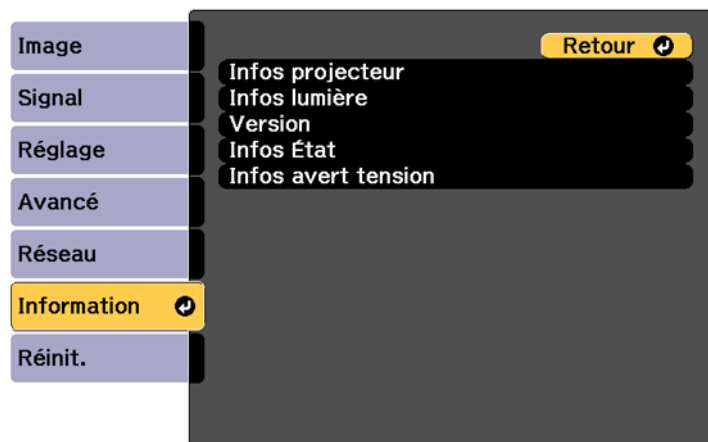 Image
Signal
Réglage
Avancé
Réseau
Information
Réinit.
Retour
Infos projecteur
Infos lumière
Version
Infos État
Infos avert tension